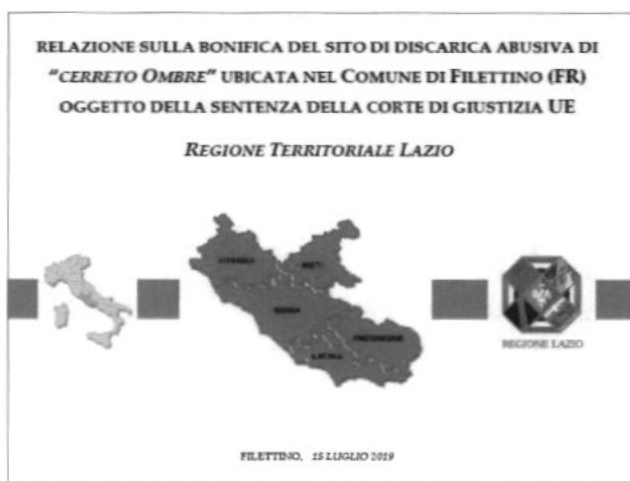 RELAZIONE SULLA BONIFICA DEL SITO DI DISCARICA ABUSIVA DI
"CERRETO OMBRE" UBICATA NEL COMUNE DI FILETTINO (FR)
OGGETTO DELLA SENTENZA DELLA CORTE DI GIUSTIZIA UE
REGIONE TERRITORIALE LAZIO
VITERBO
RIETI
ROMA
FROSINONE
LATINA
REGIONE LAZIO
FILETTINO, 15 LUGLIO 2019